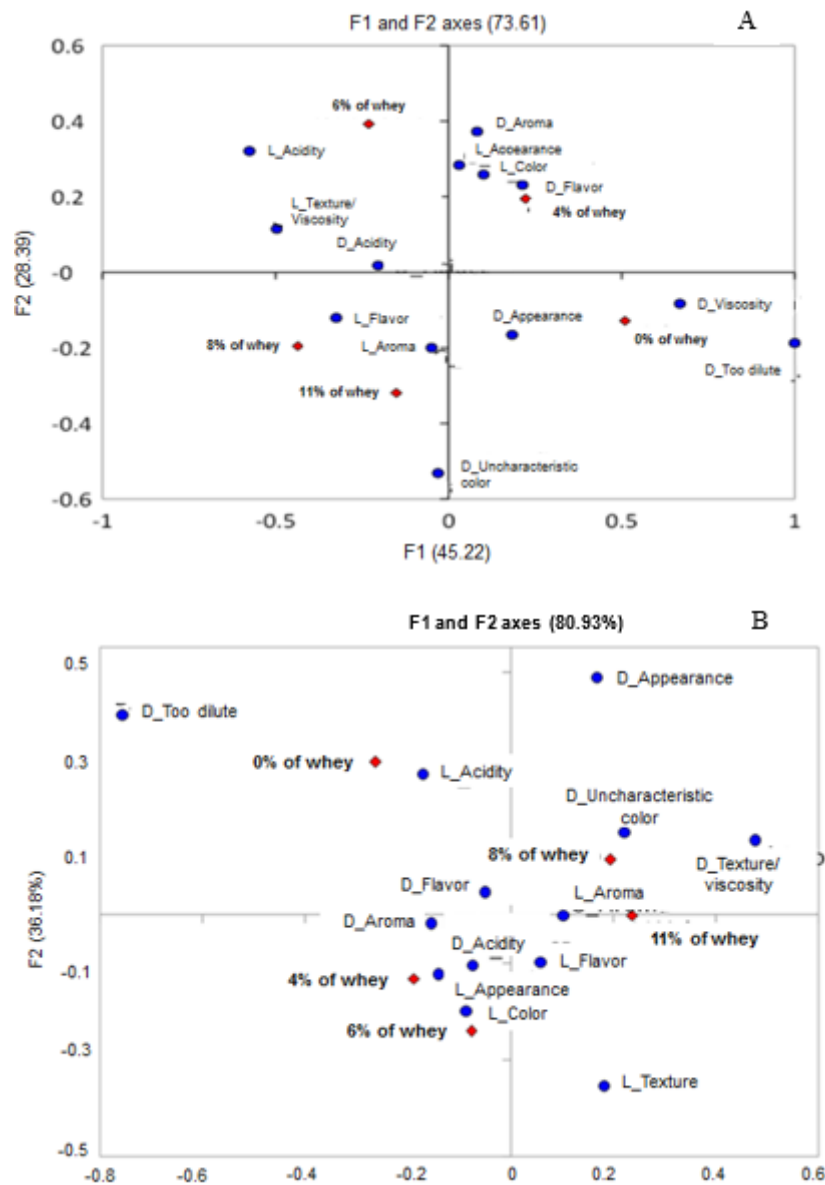 F1 and F2 axes (73.61)
A
0.6
6% of whey
0.4
D_Aroma
L_Acidity
L_Appearance
L_Color
0.2
D_Flavor
L_Texture/
Viscosity
4% of whey
D_Acidity
-0
F2 (28.39)
D_Viscosity
L_Flavor
D_Appearance
8% of whey
L_Aroma
0% of whey
-0.2
D_Too dilute
11% of whey
-0.4
D_Uncharacteristic
color
-0.6
-1
-0.5
0
0.5
1
F1 (45.22)
F1 and F2 axes (80.93%)
B
0.5
D_Appearance
D_Too dilute
0.3
0% of whey
L_Acidity
D_Uncharacteristic
color
0.1
8% of whey
D_Texture/
viscosity
D_Flavor
L_Aroma
F2 (36.18%)
D_Aroma
D_Acidity
11% of whey
-0.1
L_Flavor
4% of whey
L_Appearance
L_Color
6% of whey
-0.3
L_Texture
-0.5
-0.8
-0.6
-0.4
-0.2
0
0.2
0.4
0.6